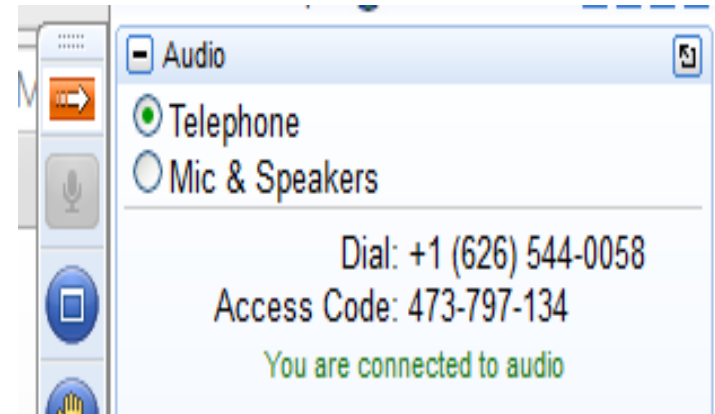 Audio
Telephone
Mic & Speakers
Dial: +1 (626) 544-0058
Access Code: 473-797-134
You are connected to audio